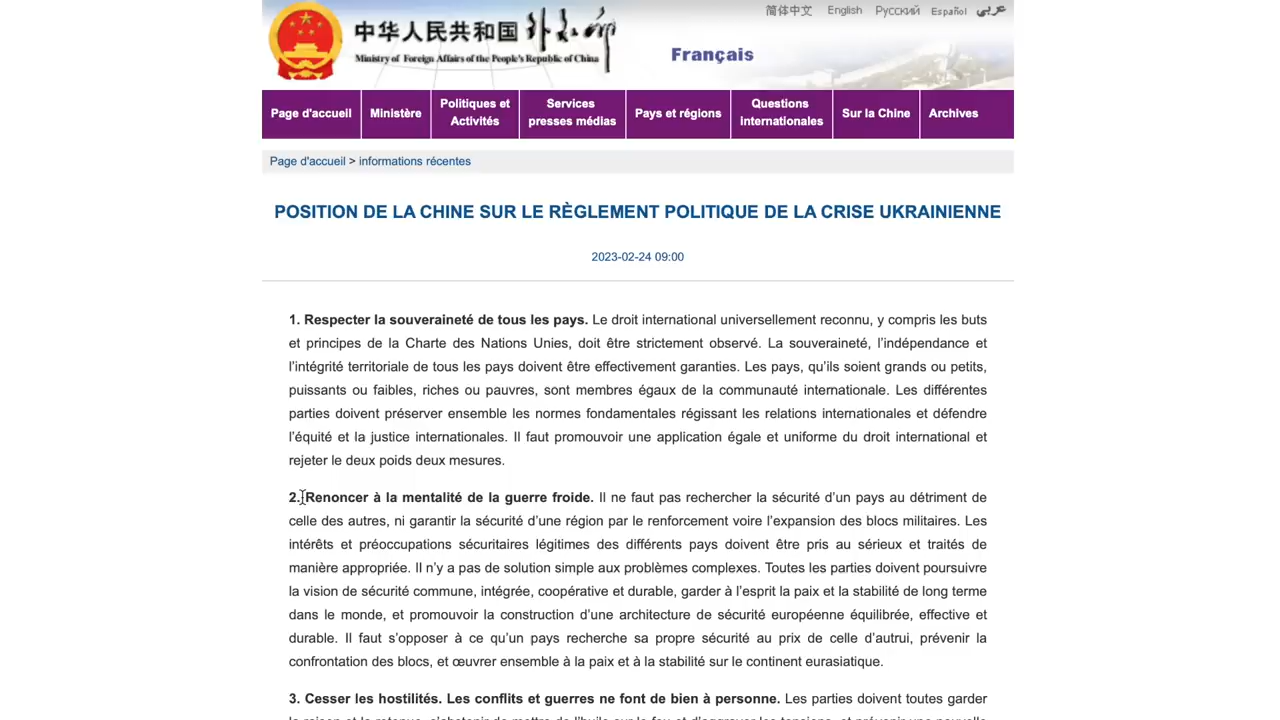 简体中文 English Русский Español عربي
中华人民共和国外交部
Ministry of Foreign Affairs of the People's Republic of China
Français
Page d'accueil Ministère Politiques et Activités Services presses médias Pays et régions Questions internationales Sur la Chine Archives
Page d'accueil > informations récentes
POSITION DE LA CHINE SUR LE RÈGLEMENT POLITIQUE DE LA CRISE UKRAINIENNE
2023-02-24 09:00
1. Respecter la souveraineté de tous les pays. Le droit international universellement reconnu, y compris les buts
et principes de la Charte des Nations Unies, doit être strictement observé. La souveraineté, l’indépendance et
l’intégrité territoriale de tous les pays doivent être effectivement garanties. Les pays, qu’ils soient grands ou petits,
puissants ou faibles, riches ou pauvres, sont membres égaux de la communauté internationale. Les différentes
parties doivent préserver ensemble les normes fondamentales régissant les relations internationales et défendre
l’équité et la justice internationales. Il faut promouvoir une application égale et uniforme du droit international et
rejeter le deux poids deux mesures.
2. Renoncer à la mentalité de la guerre froide. Il ne faut pas rechercher la sécurité d’un pays au détriment de
celle des autres, ni garantir la sécurité d’une région par le renforcement voire l’expansion des blocs militaires. Les
intérêts et préoccupations sécuritaires légitimes des différents pays doivent être pris au sérieux et traités de
manière appropriée. Il n’y a pas de solution simple aux problèmes complexes. Toutes les parties doivent poursuivre
la vision de sécurité commune, intégrée, coopérative et durable, garder à l’esprit la paix et la stabilité de long terme
dans le monde, et promouvoir la construction d’une architecture de sécurité européenne équilibrée, effective et
durable. Il faut s’opposer à ce qu’un pays recherche sa propre sécurité au prix de celle d’autrui, prévenir la
confrontation des blocs, et œuvrer ensemble à la paix et à la stabilité sur le continent eurasiatique.
3. Cesser les hostilités. Les conflits et guerres ne font de bien à personne. Les parties doivent toutes garder